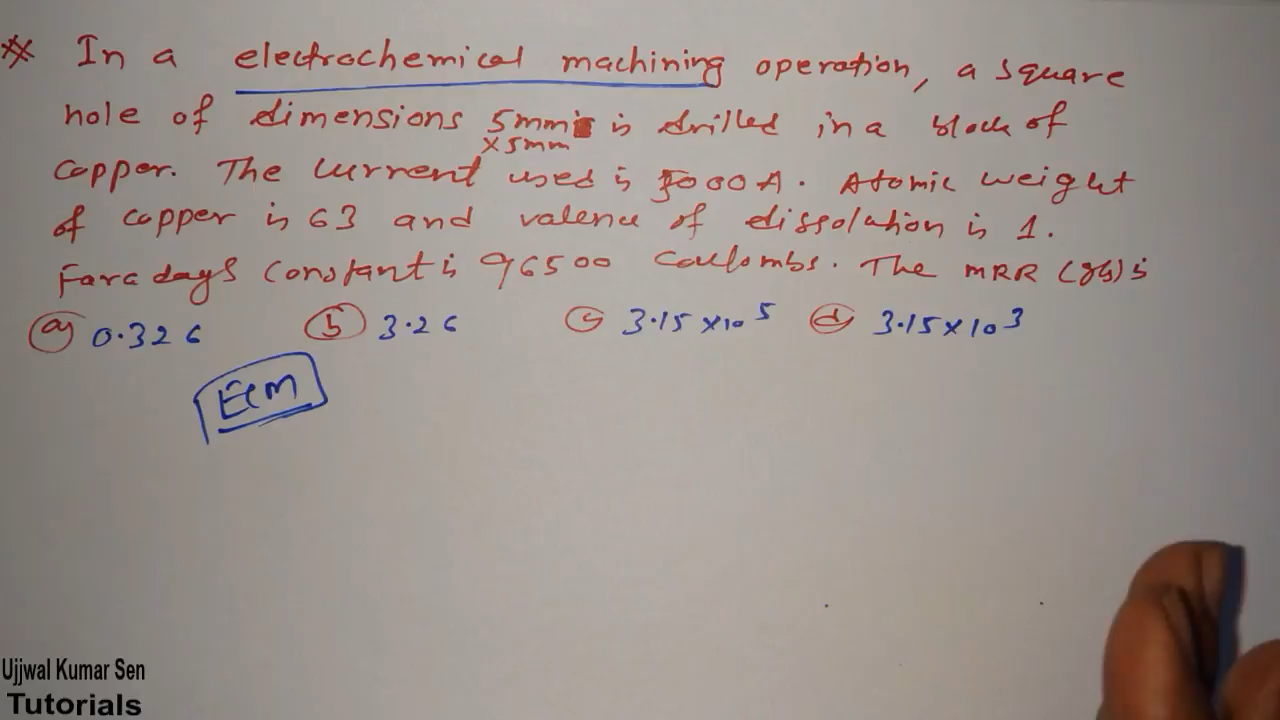 ** In a electrochemical machining operation, a square
hole of dimensions 5mm is drilled in a block of
x 5mm
copper. The current used is 5000A. Atomic weight
of copper is 63 and valence of dissolution is 1.
Faradays constant is 96500 Coulombs. The MRR (g/s) is
(a) 0.326 (b) 3.26 (c) 3.15 x 10^5 (d) 3.15 x 10^3
ECM
Ujjwal Kumar Sen
Tutorials